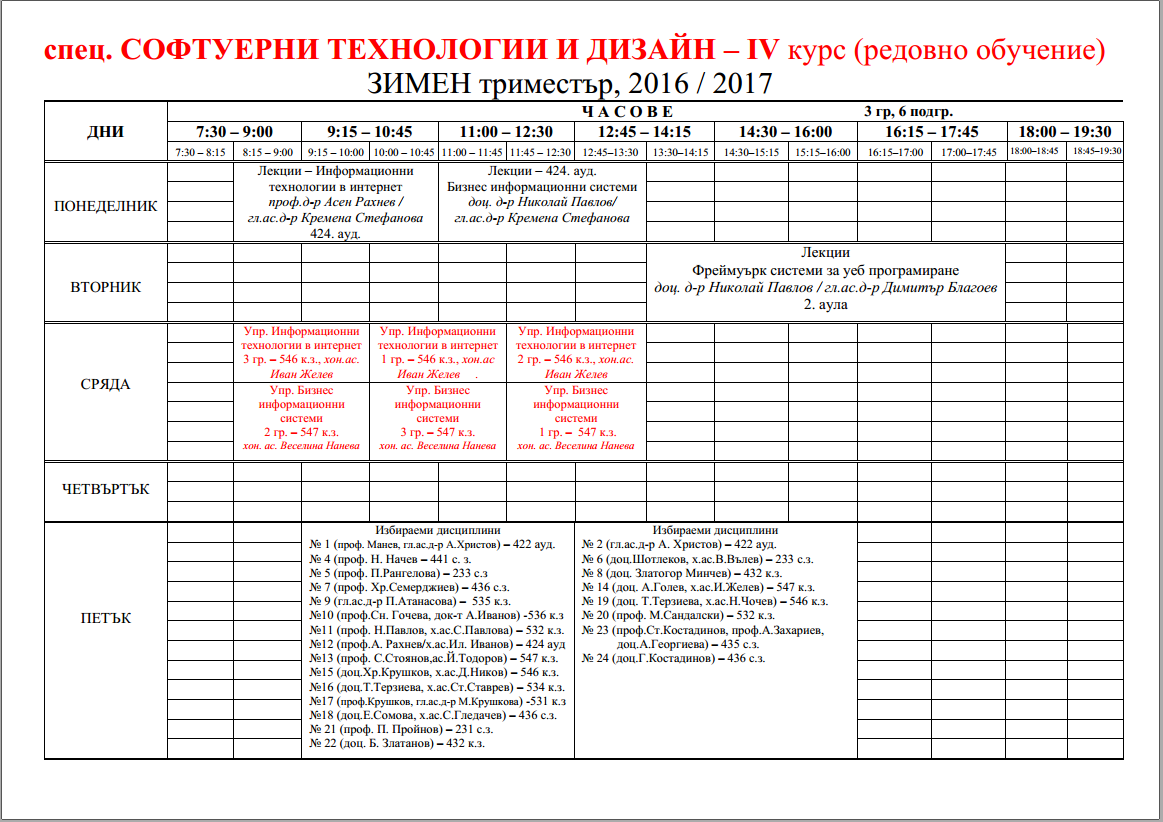 спец. СОФТУЕРНИ ТЕХНОЛОГИИ И ДИЗАЙН – IV курс (редовно обучение)
ЗИМЕН триместър, 2016 / 2017
ДНИ
Ч А С О В Е 3 гр, 6 подгр.
7:30 – 9:00 9:15 – 10:45 11:00 – 12:30 12:45 – 14:15 14:30 – 16:00 16:15 – 17:45 18:00 – 19:30
7:30 – 8:15 8:15 – 9:00 9:15 – 10:00 10:00 – 10:45 11:00 – 11:45 11:45 – 12:30 12:45–13:30 13:30–14:15 14:30–15:15 15:15–16:00 16:15–17:00 17:00–17:45 18:00–18:45 18:45–19:30
ПОНЕДЕЛНИК
Лекции – Информационни
технологии в интернет
проф.д-р Асен Рахнев /
гл.ас.д-р Кремена Стефанова
424. ауд.
Лекции – 424. ауд.
Бизнес информационни системи
доц. д-р Николай Павлов/
гл.ас.д-р Кремена Стефанова
ВТОРНИК
Лекции
Фреймуърк системи за уеб програмиране
доц. д-р Николай Павлов / гл.ас.д-р Димитър Благоев
2. аула
СРЯДА
Упр. Информационни
технологии в интернет
3 гр. – 546 к.з., хон.ас.
Иван Желев
Упр. Информационни
технологии в интернет
1 гр. – 546 к.з., хон.ас
Иван Желев .
Упр. Информационни
технологии в интернет
2 гр. – 546 к.з., хон.ас.
Иван Желев
Упр. Бизнес
информационни
системи
2 гр. – 547 к.з.
хон. ас. Веселина Нанева
Упр. Бизнес
информационни
системи
3 гр. – 547 к.з.
хон. ас. Веселина Нанева
Упр. Бизнес
информационни
системи
1 гр. – 547 к.з.
хон. ас. Веселина Нанева
ЧЕТВЪРТЪК
ПЕТЪК
Избираеми дисциплини
№ 1 (проф. Манев, гл.ас.д-р А.Христов) – 422 ауд.
№ 4 (проф. Н. Начев – 441 с. з.
№ 5 (проф. П.Рангелова) – 233 с.з
№ 7 (проф. Хр.Семерджиев) – 436 с.з.
№ 9 (гл.ас.д-р П.Атанасова) – 535 к.з.
№10 (проф.Сн. Гочева, док-т А.Иванов) -536 к.з
№11 (проф. Н.Павлов, х.ас.С.Павлова) – 532 к.з.
№12 (проф.А. Рахнев/х.ас.Ил. Иванов) – 424 ауд
№13 (проф. С.Стоянов,ас.Й.Тодоров) – 547 к.з.
№15 (доц.Хр.Крушков, х.ас.Д.Ников) – 546 к.з.
№16 (доц.Т.Терзиева, х.ас.Ст.Ставрев) – 534 к.з.
№17 (проф.Крушков, гл.ас.д-р М.Крушкова) -531 к.з
№18 (доц.Е.Сомова, х.ас.С.Гледачев) – 436 с.з.
№ 21 (проф. П. Пройнов) – 231 с.з.
№ 22 (доц. Б. Златанов) – 432 к.з.
Избираеми дисциплини
№ 2 (гл.ас.д-р А. Христов) – 422 ауд.
№ 6 (доц.Шотлеков, х.ас.В.Вълев) – 233 с.з.
№ 8 (доц. Златогор Минчев) – 432 к.з.
№ 14 (доц. А.Голев, х.ас.И.Желев) – 547 к.з.
№ 19 (доц. Т.Терзиева, х.ас.Н.Чочев) – 546 к.з.
№ 20 (проф. М.Сандалски) – 532 к.з.
№ 23 (проф.Ст.Костадинов, проф.А.Захариев,
доц.А.Георгиева) – 435 с.з.
№ 24 (доц.Г.Костадинов) – 436 с.з.